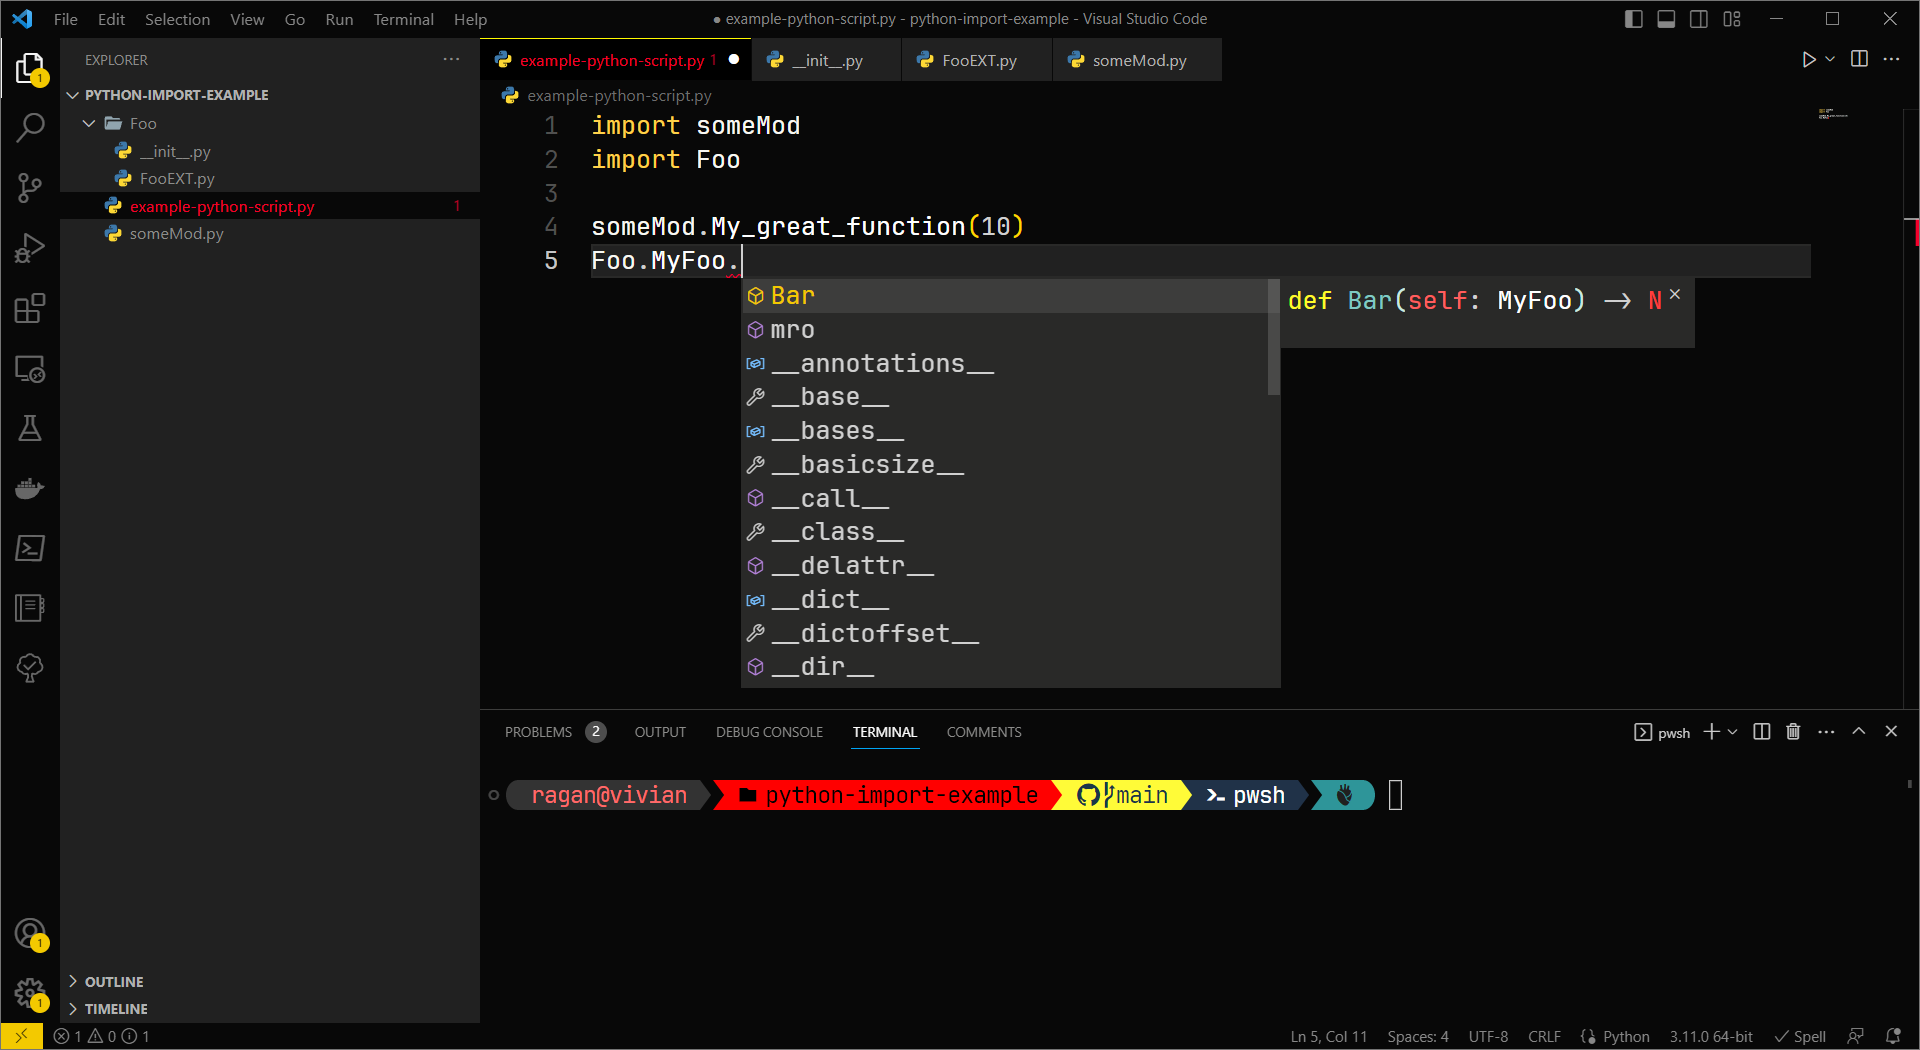 File Edit Selection View Go Run Terminal Help
● example-python-script.py - python-import-example - Visual Studio Code
EXPLORER
PYTHON-IMPORT-EXAMPLE
Foo
__init__.py
FooEXT.py
example-python-script.py 1
someMod.py
OUTLINE
TIMELINE
1
1
1
example-python-script.py 1
__init__.py
FooEXT.py
someMod.py
example-python-script.py
1 import someMod
2 import Foo
3
4 someMod.My_great_function(10)
5 Foo.MyFoo.
Bar
mro
__annotations__
__base__
__bases__
__basicsize__
__call__
__class__
__delattr__
__dict__
__dictoffset__
__dir__
def Bar(self: MyFoo) -> N
PROBLEMS 2 OUTPUT DEBUG CONSOLE TERMINAL COMMENTS
pwsh
ragan@vivian python-import-example main pwsh
1 0 1
Ln 5, Col 11 Spaces: 4 UTF-8 CRLF Python 3.11.0 64-bit Spell